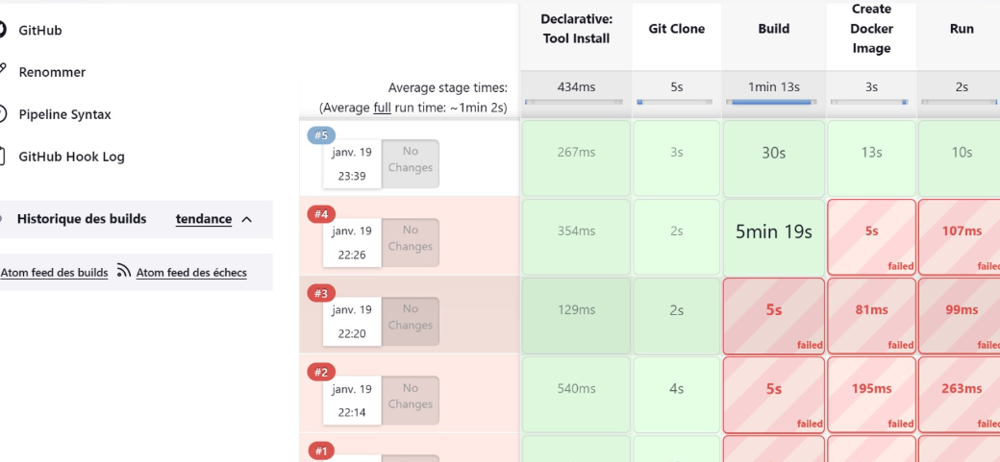 GitHub
Renommer
Pipeline Syntax
GitHub Hook Log
Historique des builds tendance
Atom feed des builds Atom feed des échecs
Declarative:
Tool Install
Git Clone
Build
Create
Docker
Image
Run
Average stage times:
(Average full run time: ~1min 2s)
434ms
5s
1min 13s
3s
2s
#5
janv. 19
23:39
No
Changes
267ms
3s
30s
13s
10s
#4
janv. 19
22:26
No
Changes
354ms
2s
5min 19s
5s
failed
107ms
failed
#3
janv. 19
22:20
No
Changes
129ms
2s
5s
failed
81ms
failed
99ms
failed
#2
janv. 19
22:14
No
Changes
540ms
4s
5s
failed
195ms
failed
263ms
failed
#1